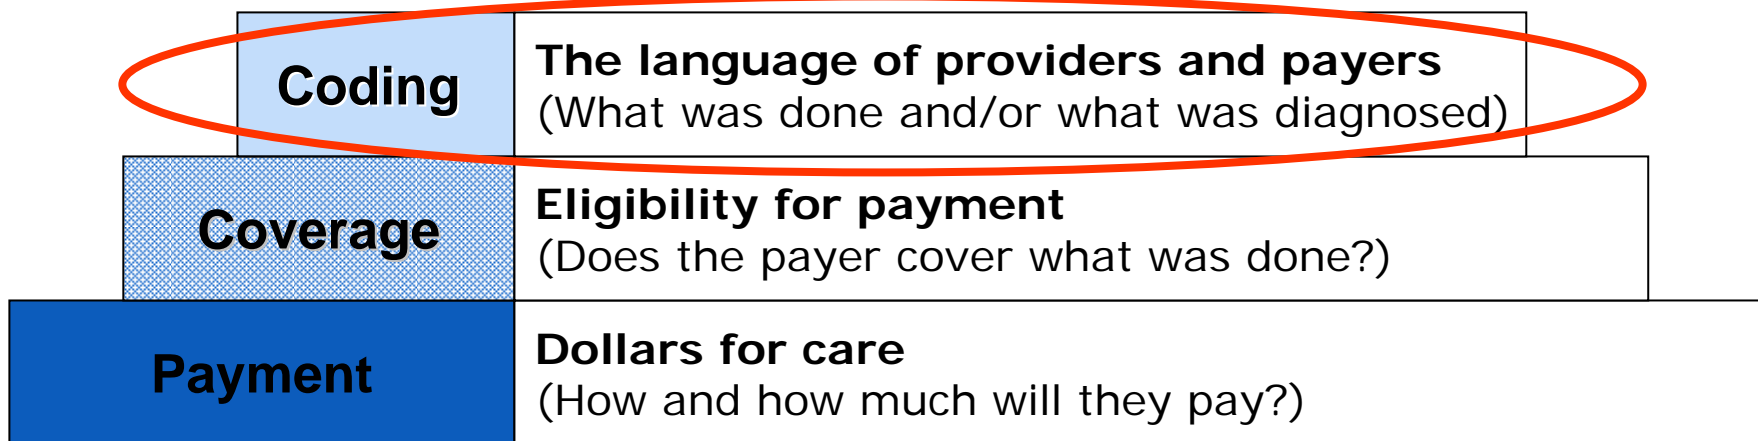 Coding
The language of providers and payers
(What was done and/or what was diagnosed)
Coverage
Eligibility for payment
(Does the payer cover what was done?)
Payment
Dollars for care
(How and how much will they pay?)